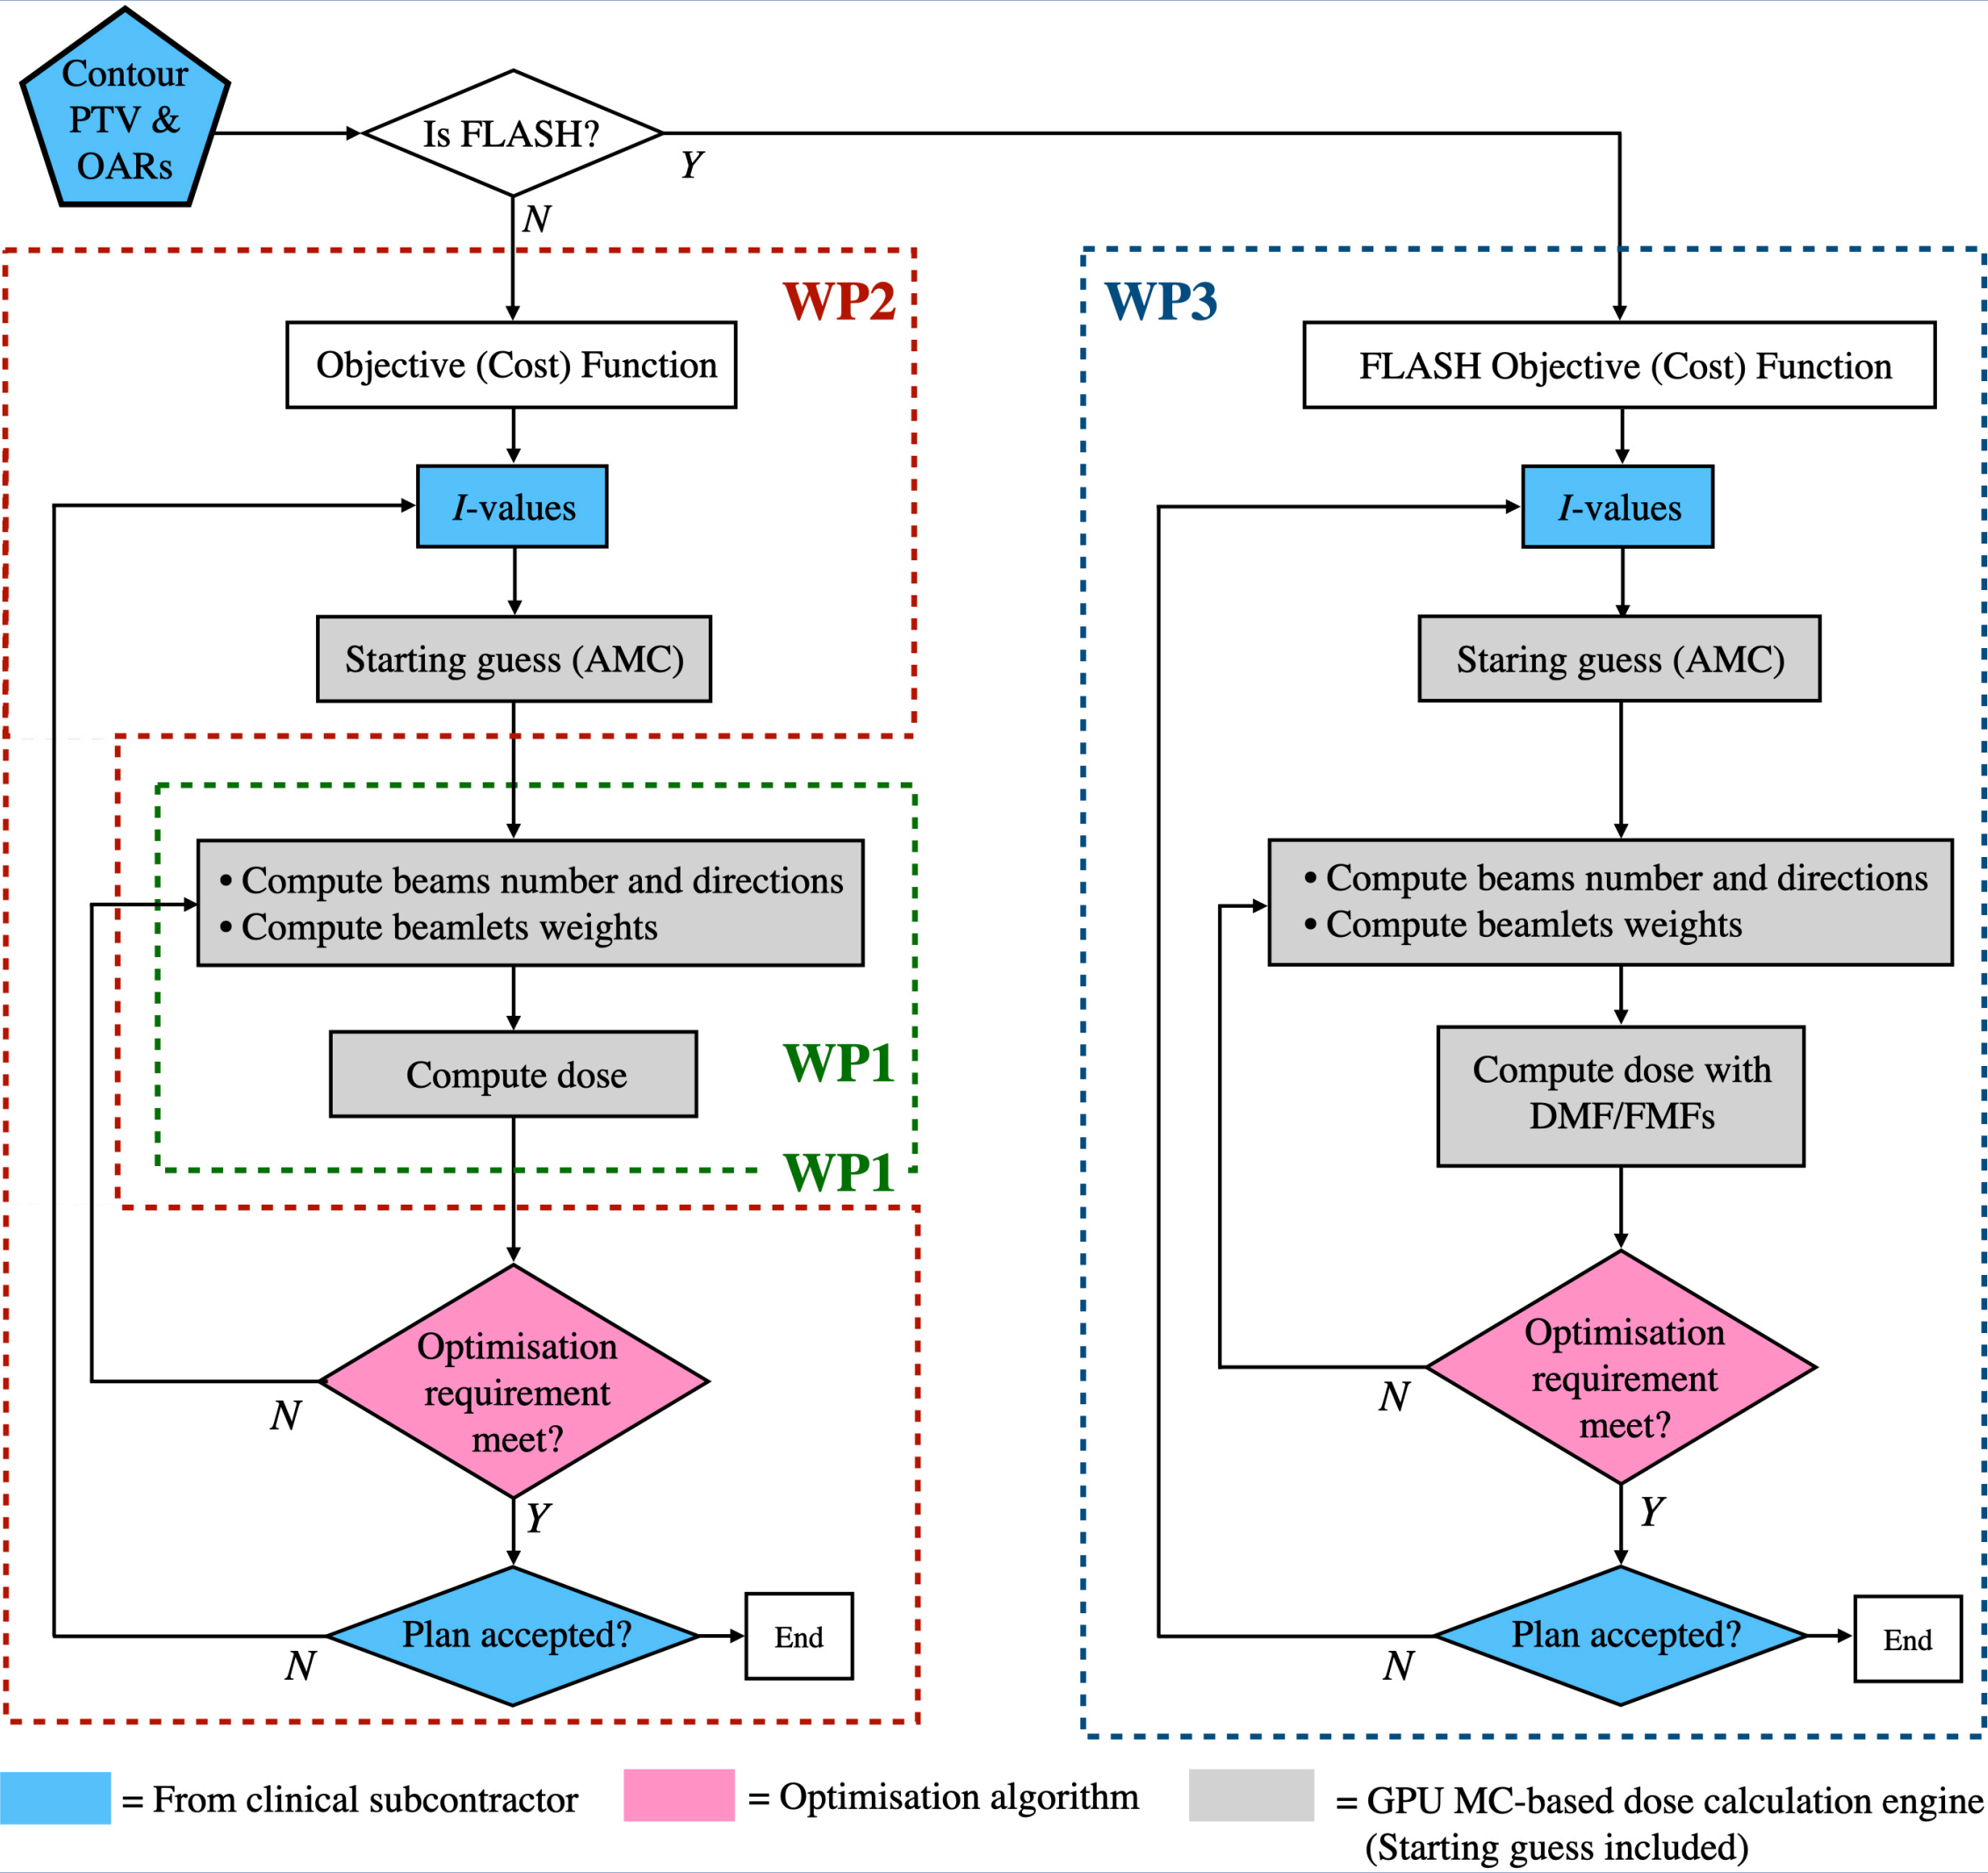 Contour
PTV &
OARs
Is FLASH?
Y
N
WP2
Objective (Cost) Function
I-values
Starting guess (AMC)
• Compute beams number and directions
• Compute beamlets weights
Compute dose
WP1
WP1
Optimisation
requirement
meet?
N
Y
Plan accepted?
N
End
WP3
FLASH Objective (Cost) Function
I-values
Staring guess (AMC)
• Compute beams number and directions
• Compute beamlets weights
Compute dose with
DMF/FMFs
Optimisation
requirement
meet?
N
Y
Plan accepted?
N
End
= From clinical subcontractor
= Optimisation algorithm
= GPU MC-based dose calculation engine
(Starting guess included)